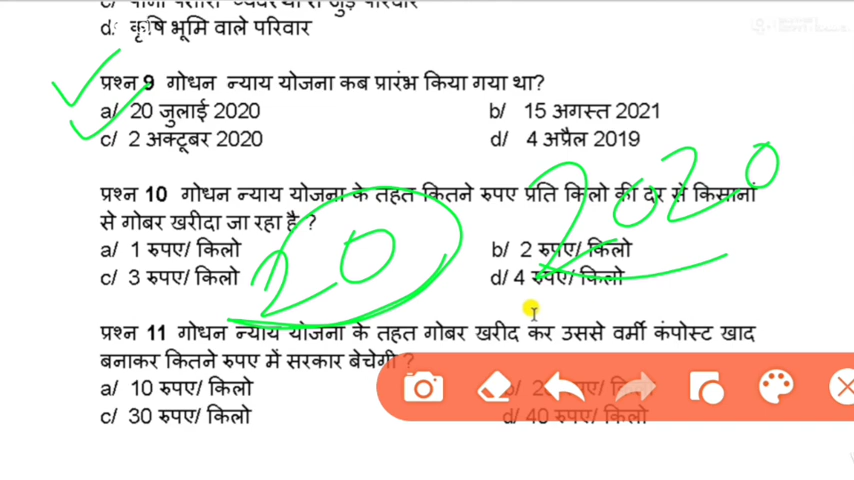 d. कृषि भूमि वाले परिवार
प्रश्न 9 गोधन न्याय योजना कब प्रारंभ किया गया था?
a/ 20 जुलाई 2020 b/ 15 अगस्त 2021
c/ 2 अक्टूबर 2020 d/ 4 अप्रैल 2019
2020
प्रश्न 10 गोधन न्याय योजना के तहत कितने रुपए प्रति किलो की दर से किसानों
से गोबर खरीदा जा रहा है ?
a/ 1 रुपए/ किलो b/ 2 रुपए/ किलो
20
c/ 3 रुपए/ किलो d/ 4 रुपए/ किलो
प्रश्न 11 गोधन न्याय योजना के तहत गोबर खरीद कर उससे वर्मी कंपोस्ट खाद
बनाकर कितने रुपए में सरकार बेचेगी ?
a/ 10 रुपए/ किलो
c/ 30 रुपए/ किलो d/ 40 रुपए/ किलो